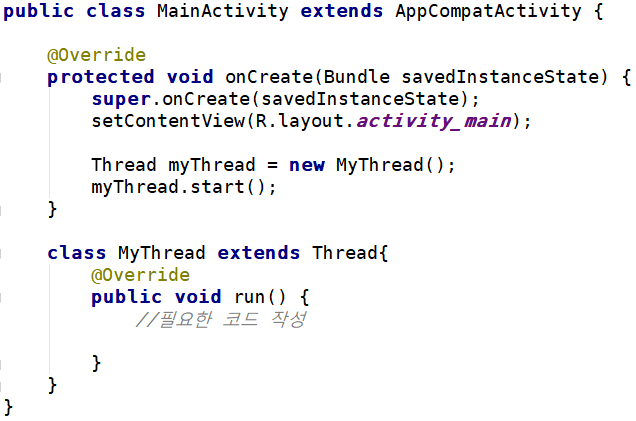 public class MainActivity extends AppCompatActivity {
@Override
protected void onCreate(Bundle savedInstanceState) {
super.onCreate(savedInstanceState);
setContentView(R.layout.activity_main);
Thread myThread = new MyThread();
myThread.start();
}
class MyThread extends Thread{
@Override
public void run() {
//필요한 코드 작성
}
}
}